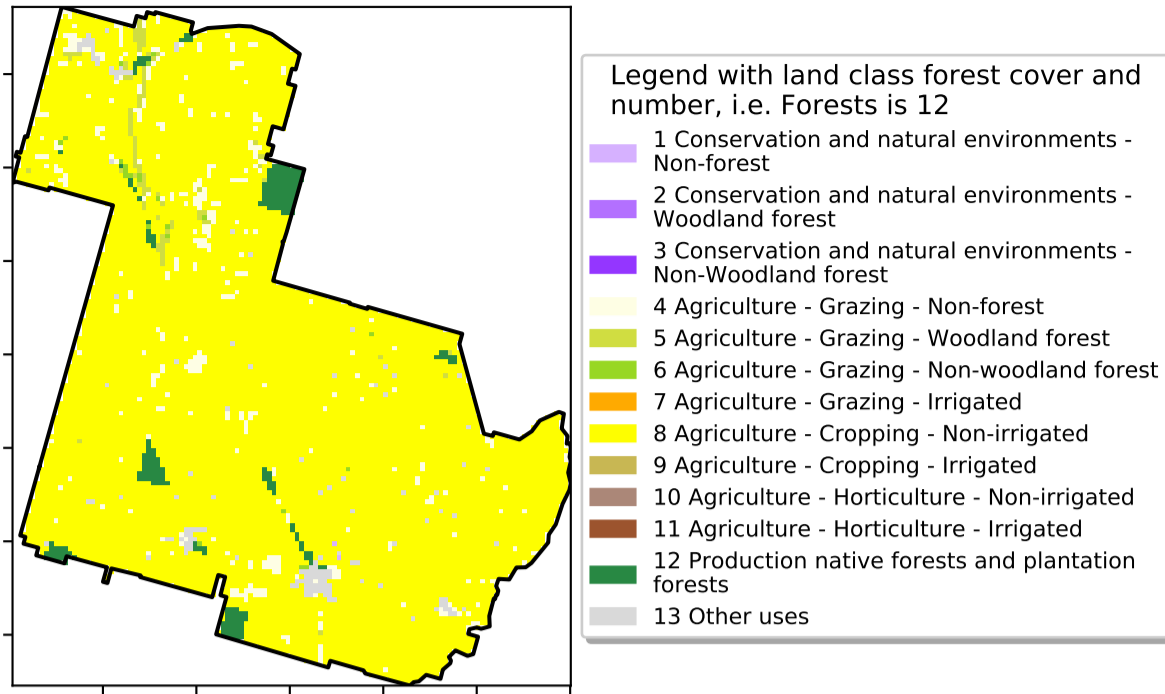 Legend with land class forest cover and
number, i.e. Forests is 12
1 Conservation and natural environments -
Non-forest
2 Conservation and natural environments -
Woodland forest
3 Conservation and natural environments -
Non-Woodland forest
4 Agriculture - Grazing - Non-forest
5 Agriculture - Grazing - Woodland forest
6 Agriculture - Grazing - Non-woodland forest
7 Agriculture - Grazing - Irrigated
8 Agriculture - Cropping - Non-irrigated
9 Agriculture - Cropping - Irrigated
10 Agriculture - Horticulture - Non-irrigated
11 Agriculture - Horticulture - Irrigated
12 Production native forests and plantation
forests
13 Other uses